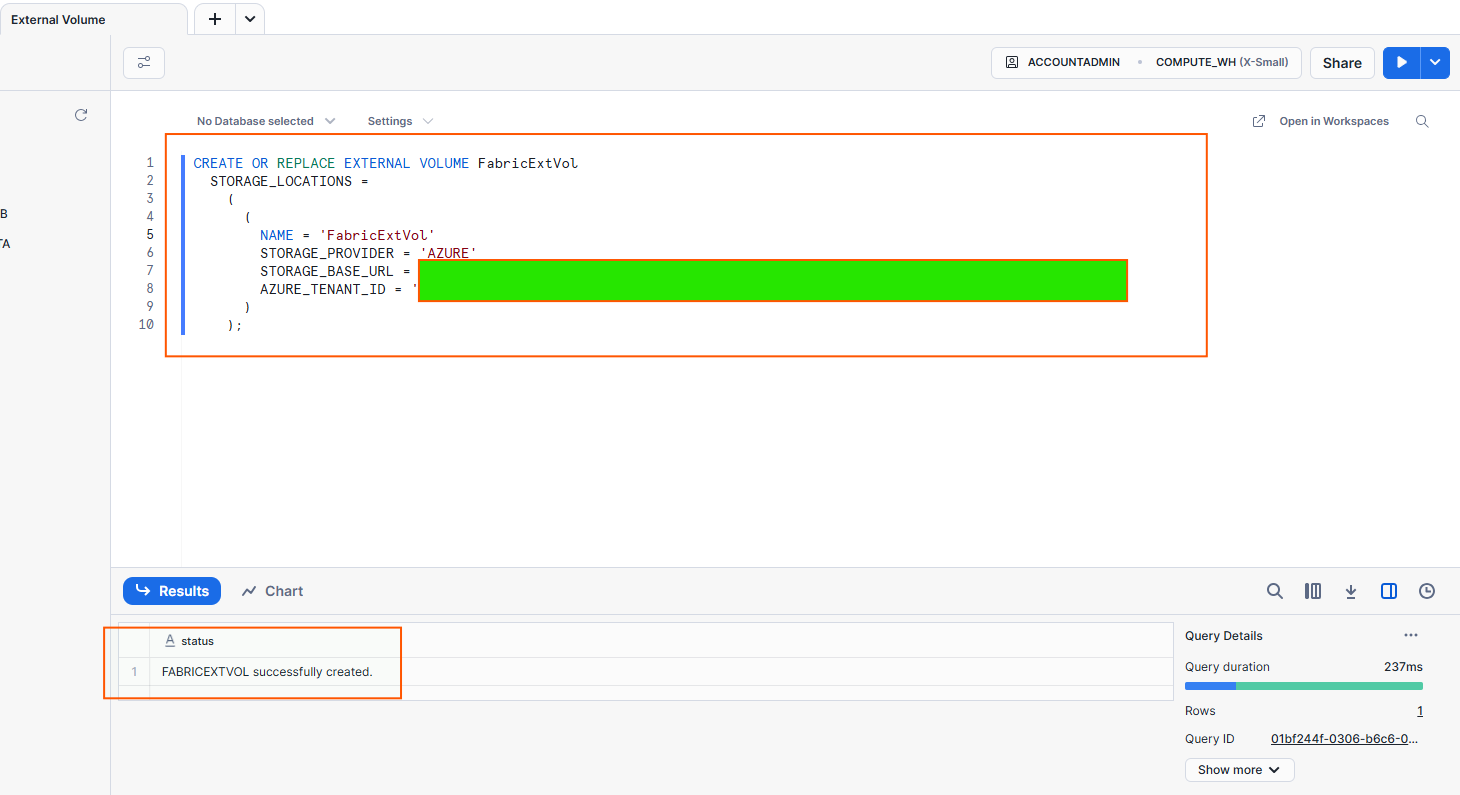 External Volume
ACCOUNTADMIN COMPUTE_WH (X-Small)
Share
No Database selected
Settings
Open in Workspaces
B
TA
1 CREATE OR REPLACE EXTERNAL VOLUME FabricExtVol
2 STORAGE_LOCATIONS =
3 (
4 (
5 NAME = 'FabricExtVol'
6 STORAGE_PROVIDER = 'AZURE'
7 STORAGE_BASE_URL =
8 AZURE_TENANT_ID = '
9 )
10 );
Results
Chart
A status
1 FABRICEXTVOL successfully created.
Query Details
...
Query duration 237ms
Rows 1
Query ID 01bf244f-0306-b6c6-0...
Show more